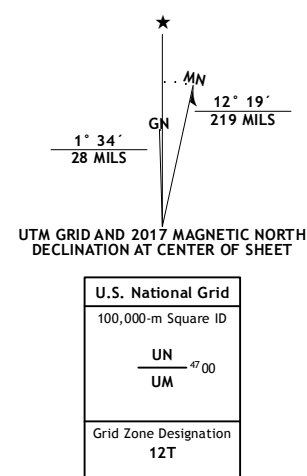 ★
MN
GN
12° 19´
219 MILS
1° 34´
28 MILS
UTM GRID AND 2017 MAGNETIC NORTH
DECLINATION AT CENTER OF SHEET
U.S. National Grid
100,000-m Square ID
UN
4700
UM
Grid Zone Designation
12T